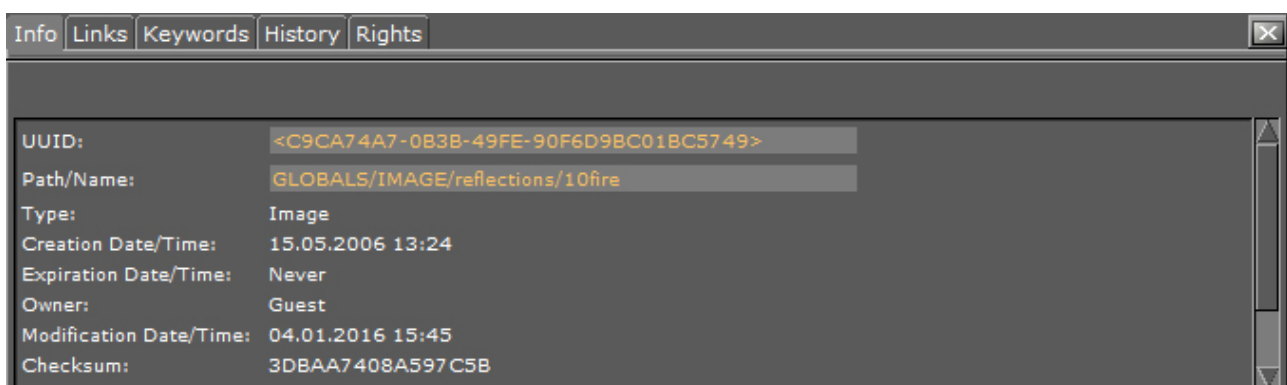 Info Links Keywords History Rights
UUID: <C9CA74A7-0B3B-49FE-90F6D9BC01BC5749>
Path/Name: GLOBALS/IMAGE/reflections/10fire
Type: Image
Creation Date/Time: 15.05.2006 13:24
Expiration Date/Time: Never
Owner: Guest
Modification Date/Time: 04.01.2016 15:45
Checksum: 3DBAA7408A597C5B